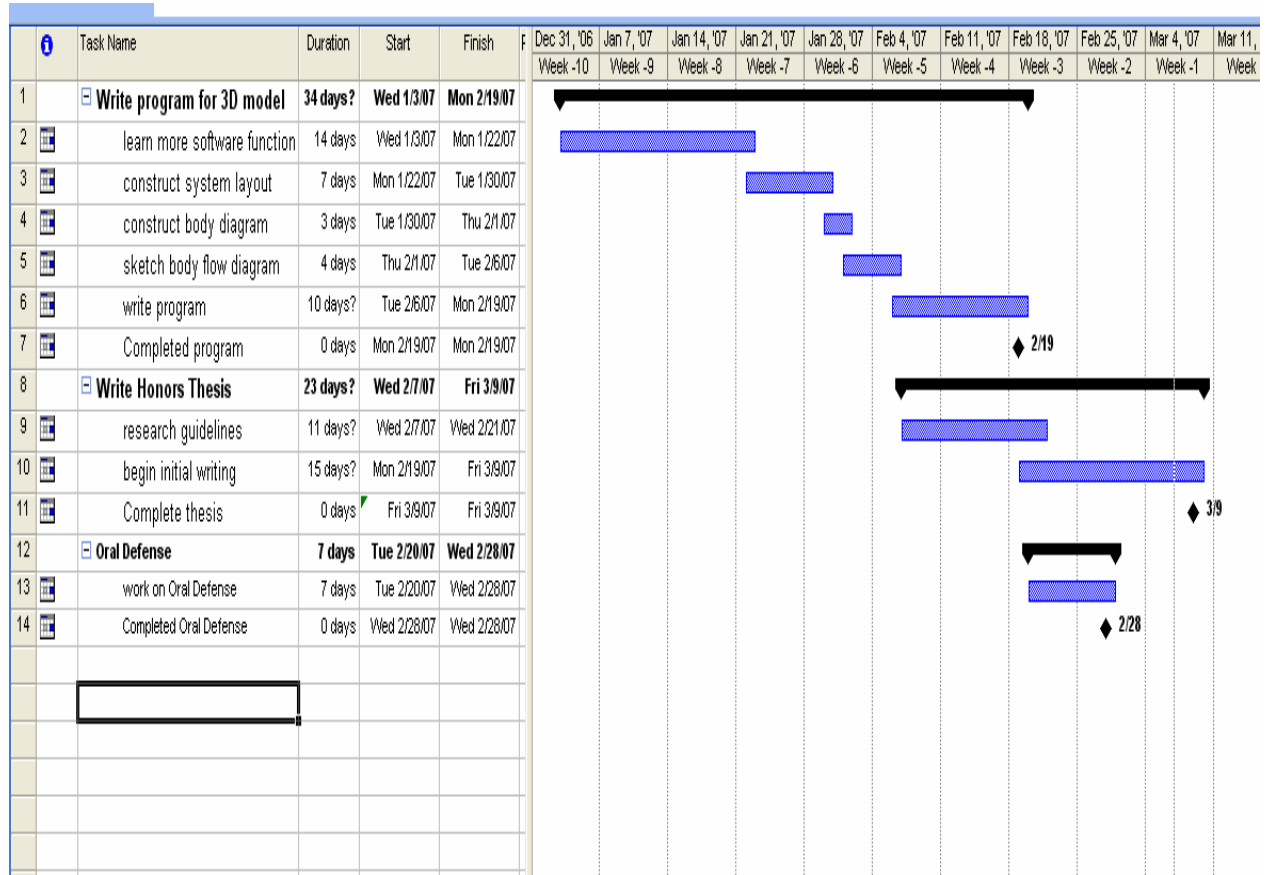 Task Name Duration Start Finish F Dec 31, '06 Jan 7, '07 Jan 14, '07 Jan 21, '07 Jan 28, '07 Feb 4, '07 Feb 11, '07 Feb 18, '07 Feb 25, '07 Mar 4, '07 Mar 11,
Week -10 Week -9 Week -8 Week -7 Week -6 Week -5 Week -4 Week -3 Week -2 Week -1 Week
1 Write program for 3D model 34 days? Wed 1/3/07 Mon 2/19/07
2 learn more software function 14 days Wed 1/3/07 Mon 1/22/07
3 construct system layout 7 days Mon 1/22/07 Tue 1/30/07
4 construct body diagram 3 days Tue 1/30/07 Thu 2/1/07
5 sketch body flow diagram 4 days Thu 2/1/07 Tue 2/6/07
6 write program 10 days? Tue 2/6/07 Mon 2/19/07
7 Completed program 0 days Mon 2/19/07 Mon 2/19/07 2/19
8 Write Honors Thesis 23 days? Wed 2/7/07 Fri 3/9/07
9 research guidelines 11 days? Wed 2/7/07 Wed 2/21/07
10 begin initial writing 15 days? Mon 2/19/07 Fri 3/9/07
11 Complete thesis 0 days Fri 3/9/07 Fri 3/9/07 3/9
12 Oral Defense 7 days Tue 2/20/07 Wed 2/28/07
13 work on Oral Defense 7 days Tue 2/20/07 Wed 2/28/07
14 Completed Oral Defense 0 days Wed 2/28/07 Wed 2/28/07 2/28